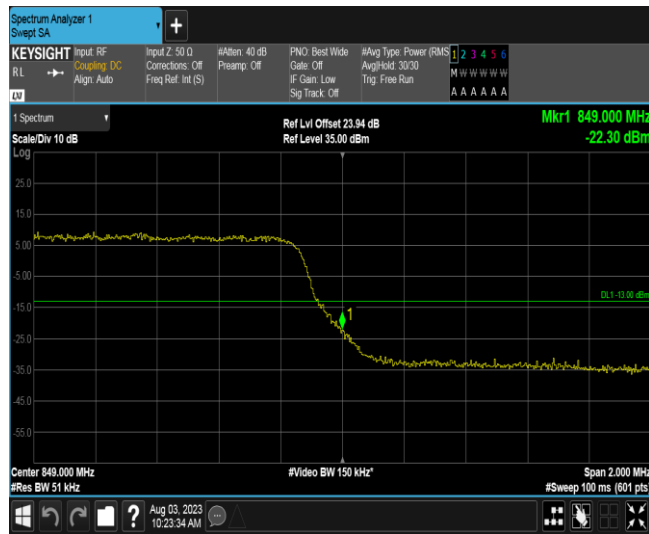 Spectrum Analyzer 1
Swept SA
+
KEYSIGHT Input: RF Input Z: 50 Ω #Atten: 40 dB PNO: Best Wide #Avg Type: Power (RMS 1 2 3 4 5 6
RL Coupling: DC Corrections: Off Preamp: Off Gate: Off Avg|Hold: 30/30 M W W W W W
Align: Auto Freq Ref: Int (S) IF Gain: Low Trig: Free Run
Sig Track: Off A A A A A A
LXI
1 Spectrum Ref Lvl Offset 23.94 dB Mkr1 849.000 MHz
Scale/Div 10 dB Ref Level 35.00 dBm -22.30 dBm
Log
25.0
15.0
5.00
-5.00
DL1 -13.00 dBm
-15.0
1
-25.0
-35.0
-45.0
-55.0
Center 849.000 MHz #Video BW 150 kHz* Span 2.000 MHz
#Res BW 51 kHz #Sweep 100 ms (601 pts)
? Aug 03, 2023
10:23:34 AM